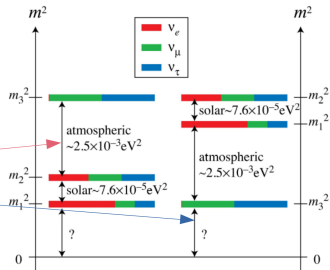 m²
m²
νe
νμ
ντ
m₃²
m₂²
solar~7.6×10⁻⁵eV²
m₁²
atmospheric
~2.5×10⁻³eV²
atmospheric
~2.5×10⁻³eV²
m₂²
solar~7.6×10⁻⁵eV²
m₁²
m₃²
?
?
0
0